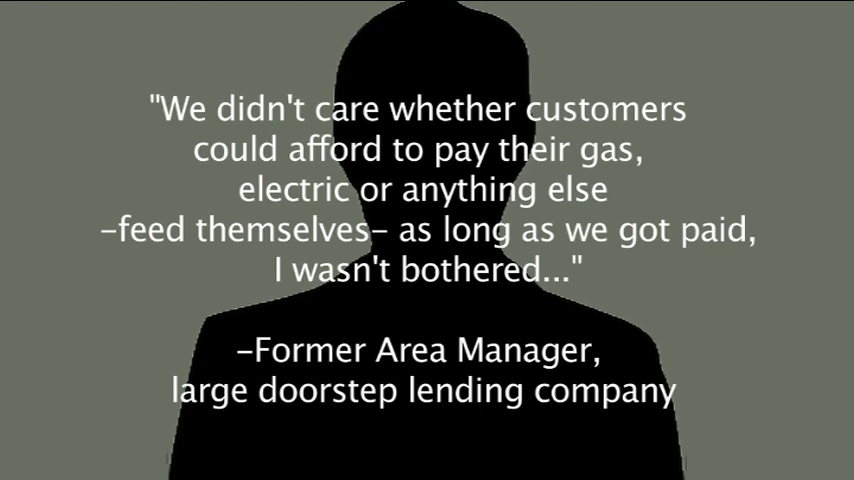 "We didn't care whether customers
could afford to pay their gas,
electric or anything else
–feed themselves– as long as we got paid,
I wasn't bothered..."
–Former Area Manager,
large doorstep lending company